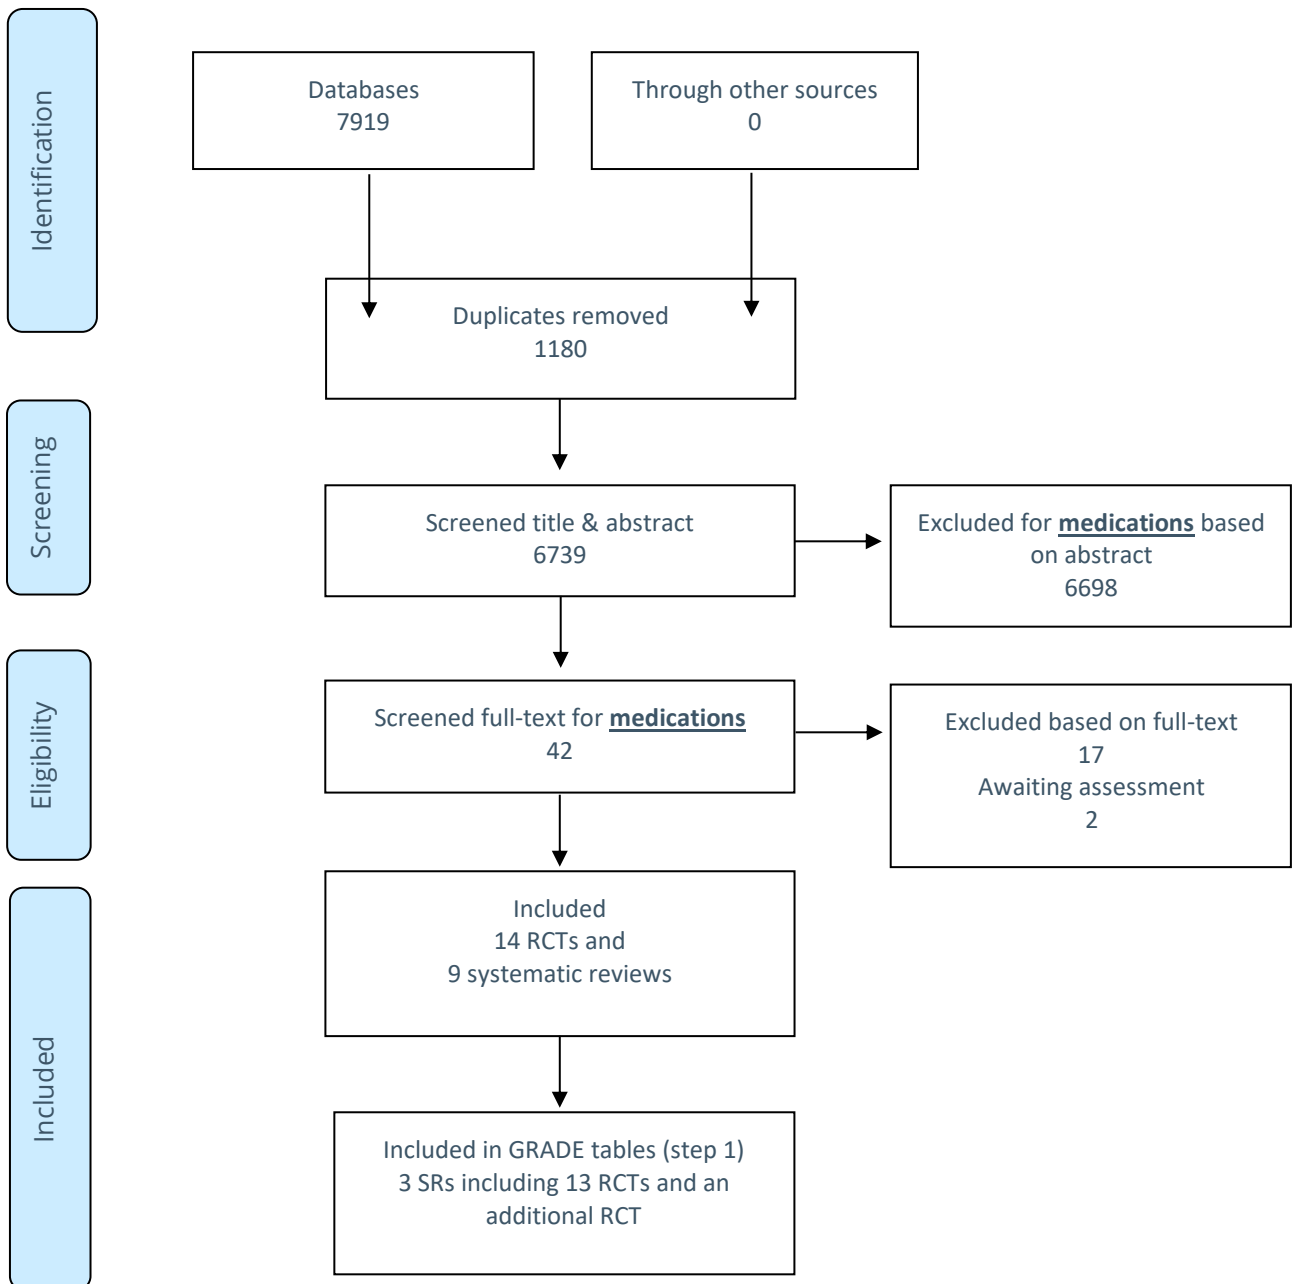 Identification
Databases
7919
Through other sources
0
Duplicates removed
1180
Screening
Screened title & abstract
6739
Excluded for medications based
on abstract
6698
Eligibility
Screened full-text for medications
42
Excluded based on full-text
17
Awaiting assessment
2
Included
Included
14 RCTs and
9 systematic reviews
Included in GRADE tables (step 1)
3 SRs including 13 RCTs and an
additional RCT